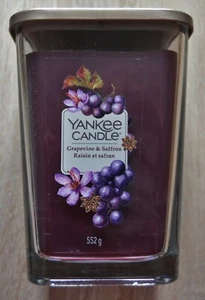 YANKEE
CANDLE
Grapevine & Saffron
Raisin et safran
552 g